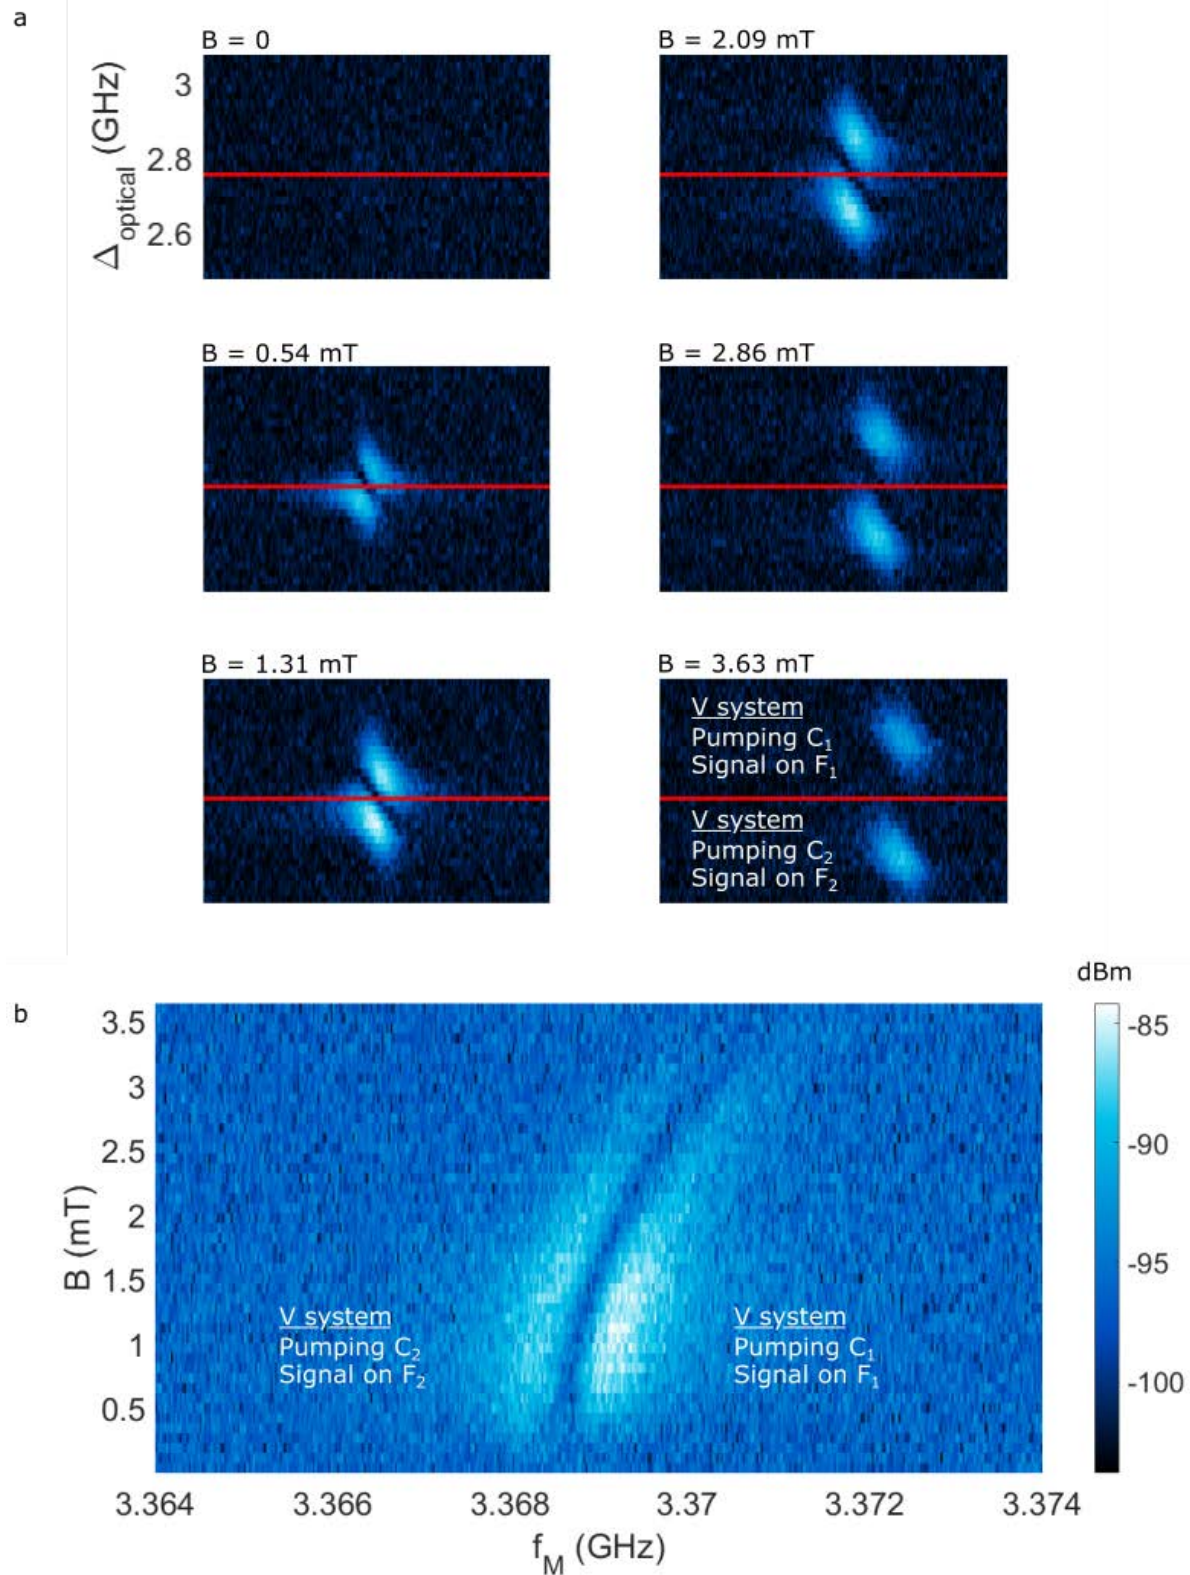 a
B = 0
B = 2.09 mT
Δoptical (GHz)
3
2.8
2.6
B = 0.54 mT
B = 2.86 mT
B = 1.31 mT
B = 3.63 mT
V system
Pumping C1
Signal on F1
V system
Pumping C2
Signal on F2
b
dBm
B (mT)
3.5
3
2.5
2
1.5
1
0.5
V system
Pumping C2
Signal on F2
V system
Pumping C1
Signal on F1
-85
-90
-95
-100
3.364 3.366 3.368 3.37 3.372 3.374
fM (GHz)